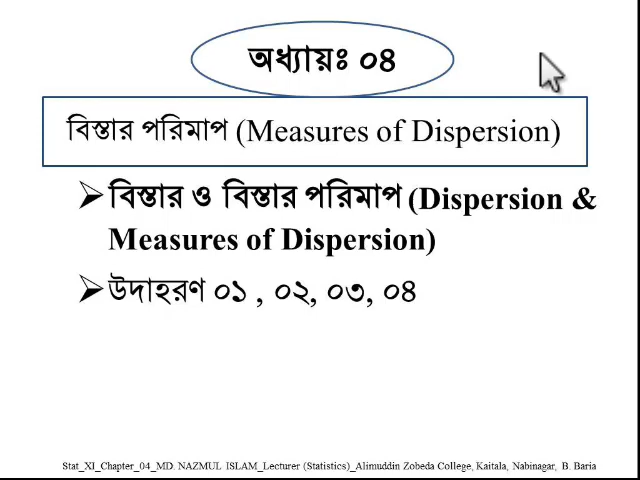 অধ্যায়ঃ ০৪
বিস্তার পরিমাপ (Measures of Dispersion)
➢বিস্তার ও বিস্তার পরিমাপ (Dispersion &
Measures of Dispersion)
➢উদাহরণ ০১ , ০২, ০৩, ০৪
Stat_XI_Chapter_04_MD. NAZMUL ISLAM_Lecturer (Statistics)_Alimuddin Zobeda College, Kaitala, Nabinagar, B. Baria